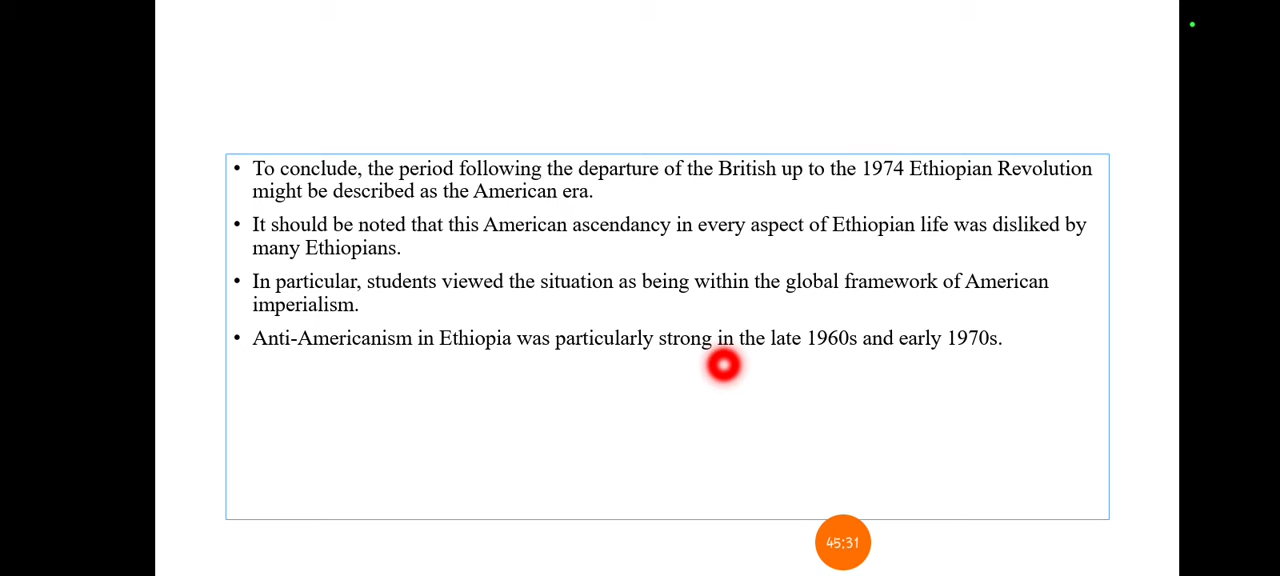 • To conclude, the period following the departure of the British up to the 1974 Ethiopian Revolution
might be described as the American era.
• It should be noted that this American ascendancy in every aspect of Ethiopian life was disliked by
many Ethiopians.
• In particular, students viewed the situation as being within the global framework of American
imperialism.
• Anti-Americanism in Ethiopia was particularly strong in the late 1960s and early 1970s.
45:31